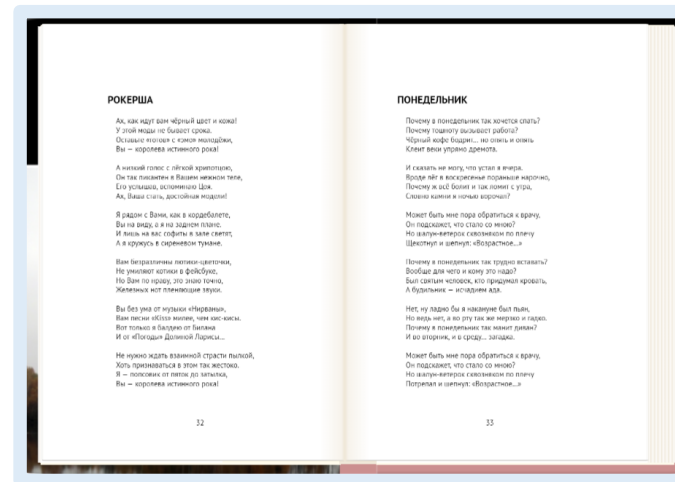 РОКЕРША
Ах, как идут вам чёрный цвет и кожа!
У этой моды не бывает срока.
Оставьте «готов» с «эмо» молодёжи,
Вы — королева истинного рока!
А низкий голос с лёгкой хрипотцою,
Он так пикантен в Вашем нежном теле,
Его услышав, вспоминаю Цоя.
Ах, Ваша стать, достойная модели!
Я рядом с Вами, как в кордебалете,
Вы на виду, а я на заднем плане.
И лишь на вас софиты в зале светят,
А я кружусь в сиреневом тумане.
Вам безразличны лютики-цветочки,
Не умиляют котики в фейсбуке,
Но Вам по нраву, это знаю точно,
Железных нот пленяющие звуки.
Вы без ума от музыки «Нирваны»,
Вам песни «Kiss» милее, чем кис-кисы.
Вот только я балдею от билана
И от «Погоды» Долиной Ларисы...
Не нужно ждать взаимной страсти пылкой,
Хоть признаваться в этом так жестоко.
Я — попсовик от пяток до затылка,
Вы — королева истинного рока!
32
ПОНЕДЕЛЬНИК
Почему в понедельник так хочется спать?
Почему тошноту вызывает работа?
Чёрный кофе бодрит... но опять и опять
Клеит веки упрямо дремота.
И сказать не могу, что устал я вчера,
Вроде лёг в воскресенье пораньше нарочно,
Почему ж всё болит и так ломит с утра,
Словно камни я ночью ворочал?
Может быть мне пора обратиться к врачу,
Он подскажет, что стало со мною?
Но шалун-ветерок сквозняком по плечу
Щекотнул и шепнул: «Возрастное...»
Почему в понедельник так трудно вставать?
Вообще для чего и кому это надо?
Был святым человек, кто придумал кровать,
А будильник — исчадием ада.
Нет, ну ладно бы я накануне был пьян,
Но ведь нет, а во рту так же мерзко и гадко.
Почему в понедельник так манит диван?
И во вторник, и в среду... загадка.
Может быть мне пора обратиться к врачу,
Он подскажет, что стало со мною?
Но шалун-ветерок сквозняком по плечу
Потрепал и шепнул: «Возрастное...»
33